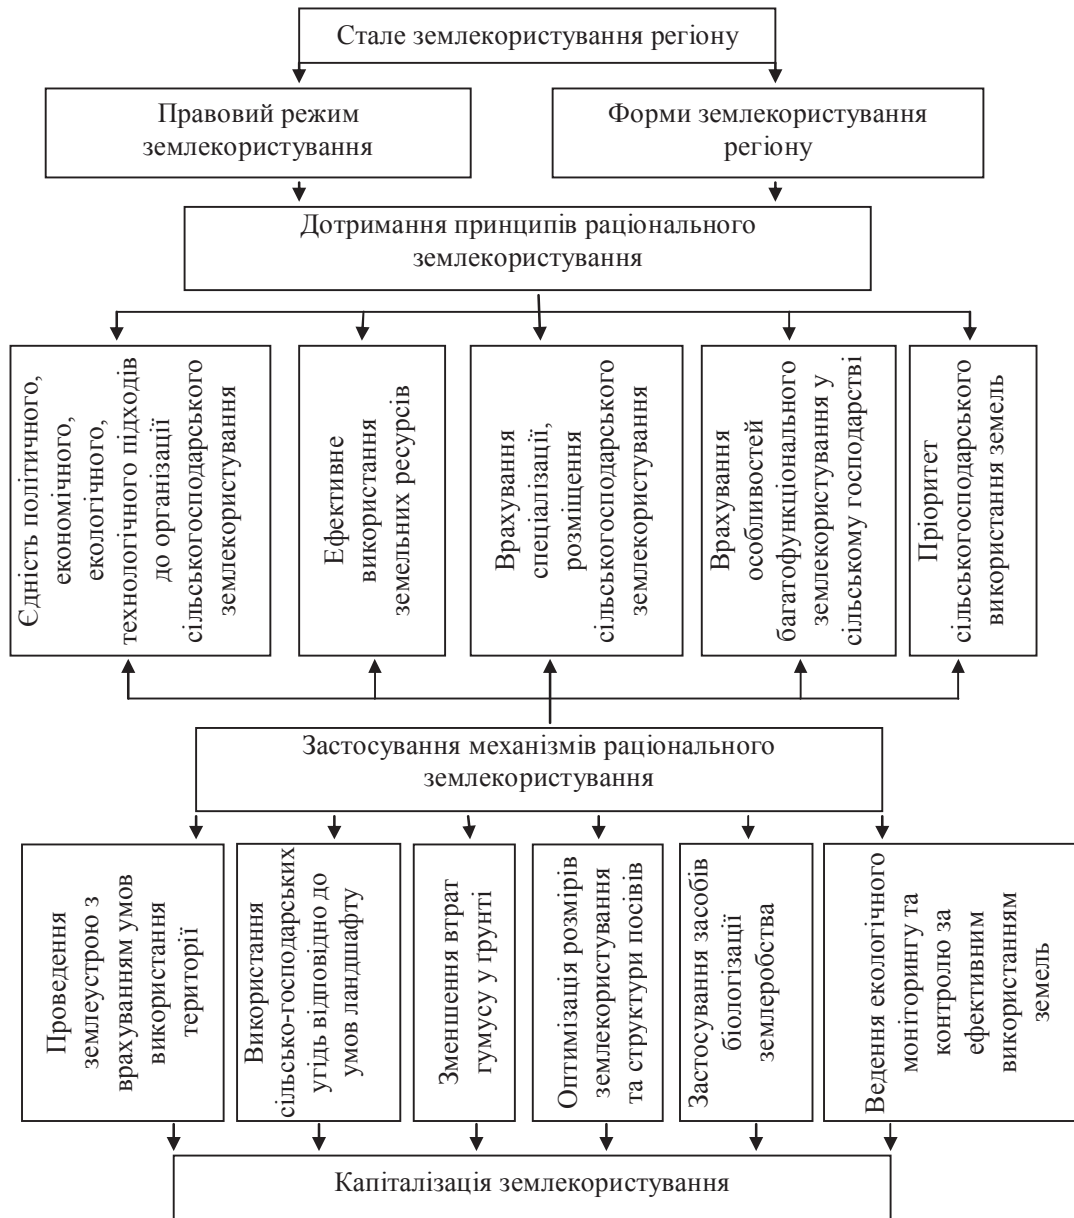 Стале землекористування регіону
Правовий режим
землекористування
Форми землекористування
регіону
Дотримання принципів раціонального
землекористування
Єдність політичного,
економічного,
екологічного,
технологічного підходів
до організації
сільськогосподарського
землекористування
Ефективне
використання
земельних ресурсів
Врахування
спеціалізації,
розміщення
сільськогосподарського
землекористування
Врахування
особливостей
багатофункціонального
землекористування у
сільському господарстві
Пріоритет
сільськогосподарського
використання земель
Застосування механізмів раціонального
землекористування
Проведення
землеустрою з
врахуванням умов
використання
території
Використання
сільсько-господарських
угідь відповідно до
умов ландшафту
Зменшення втрат
гумусу у ґрунті
Оптимізація розмірів
землекористування
та структури посівів
Застосування засобів
біологізації
землеробства
Ведення екологічного
моніторингу та
контролю за
ефективним
використанням
земель
Капіталізація землекористування